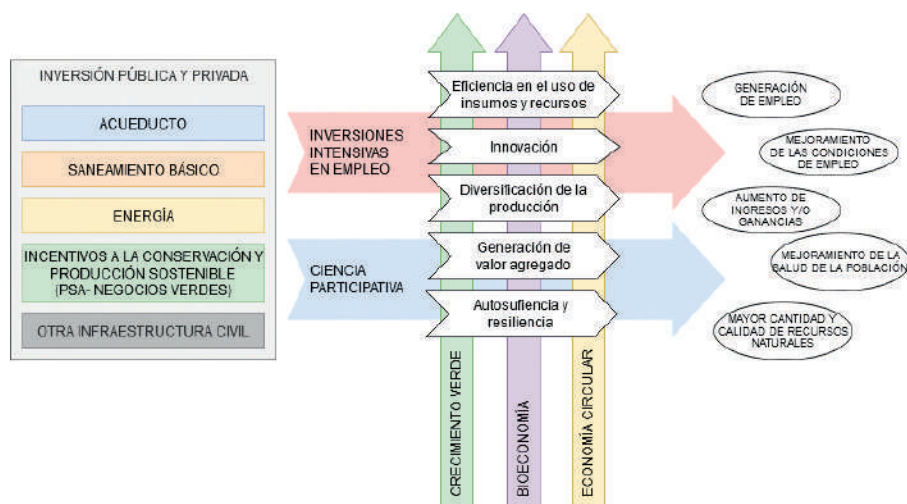 INVERSIÓN PÚBLICA Y PRIVADA
ACUEDUCTO
SANEAMIENTO BÁSICO
ENERGÍA
INCENTIVOS A LA CONSERVACIÓN Y
PRODUCCIÓN SOSTENIBLE
(PSA- NEGOCIOS VERDES)
OTRA INFRAESTRUCTURA CIVIL
INVERSIONES
INTENSIVAS
EN EMPLEO
CIENCIA
PARTICIPATIVA
Eficiencia en el uso de
insumos y recursos
Innovación
Diversificación de la
producción
Generación de
valor agregado
Autosufiencia y
resiliencia
CRECIMIENTO VERDE
BIOECONOMÍA
ECONOMÍA CIRCULAR
GENERACIÓN
DE EMPLEO
MEJORAMIENTO
DE LAS CONDICIONES
DE EMPLEO
AUMENTO DE
INGRESOS Y/O
GANANCIAS
MEJORAMIENTO DE LA
SALUD DE LA POBLACIÓN
MAYOR CANTIDAD Y
CALIDAD DE RECURSOS
NATURALES